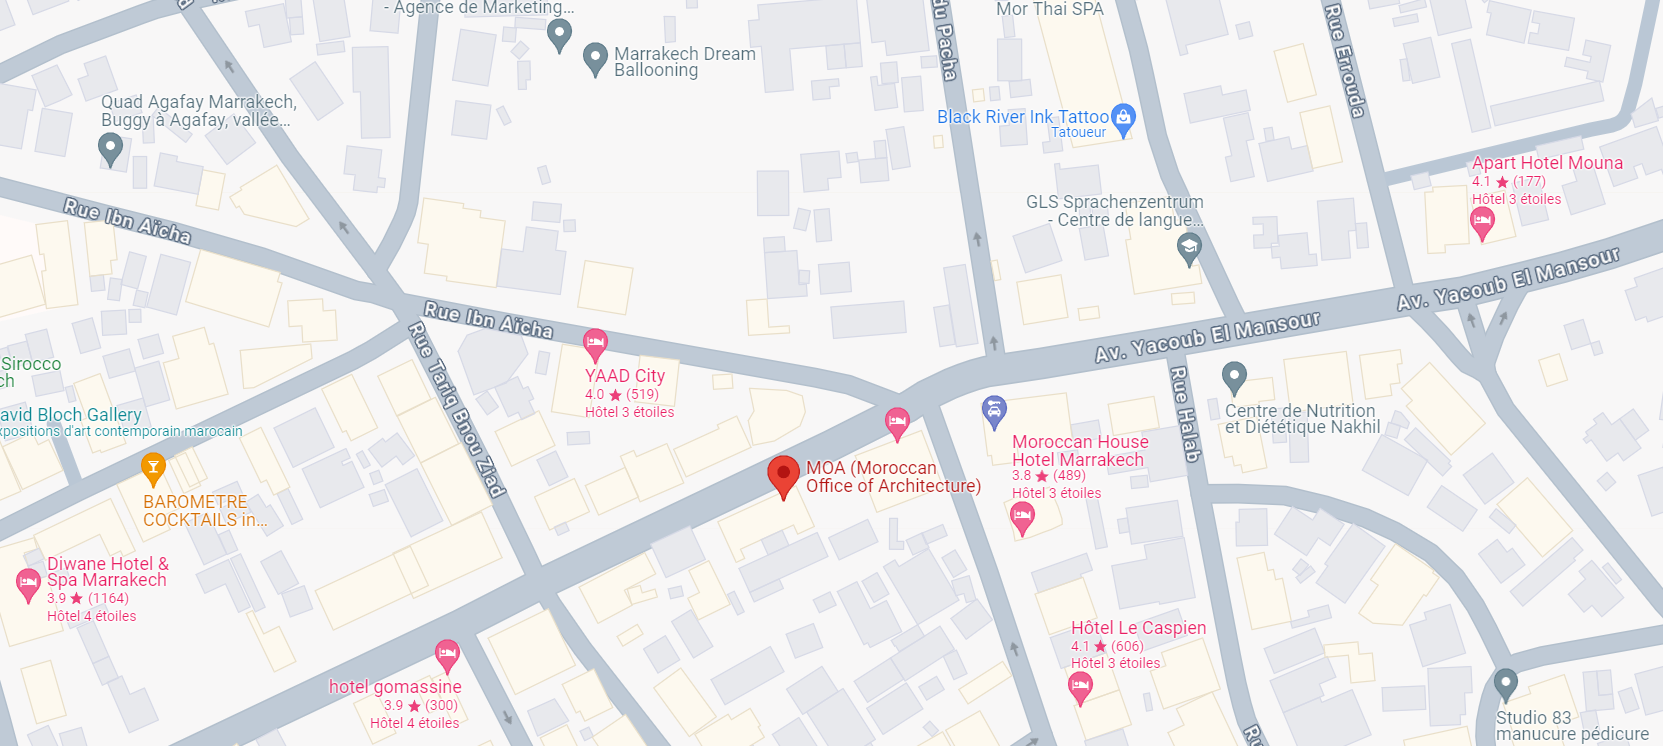 - Agence de Marketing...
Mor Thai SPA
du Pacha
Rue Errouda
Marrakech Dream
Ballooning
Quad Agafay Marrakech,
Buggy à Agafay, vallée...
Black River Ink Tattoo
Tatoueur
Apart Hotel Mouna
4.1 ★ (177)
Hôtel 3 étoiles
GLS Sprachenzentrum
- Centre de langue...
Rue Ibn Aïcha
Rue Ibn Aïcha
Av. Yacoub El Mansour
Av. Yacoub El Mansour
Rue Tariq Bnou Ziad
Rue Halab
Sirocco
ch
YAAD City
4.0 ★ (519)
Hôtel 3 étoiles
avid Bloch Gallery
xpositions d'art contemporain marocain
Centre de Nutrition
et Diététique Nakhil
Moroccan House
Hotel Marrakech
3.8 ★ (489)
Hôtel 3 étoiles
MOA (Moroccan
Office of Architecture)
BAROMETRE
COCKTAILS in...
Diwane Hotel &
Spa Marrakech
3.9 ★ (1164)
Hôtel 4 étoiles
Hôtel Le Caspien
4.1 ★ (606)
Hôtel 3 étoiles
hotel gomassine
3.9 ★ (300)
Hôtel 4 étoiles
Studio 83
manucure pédicure
Ru